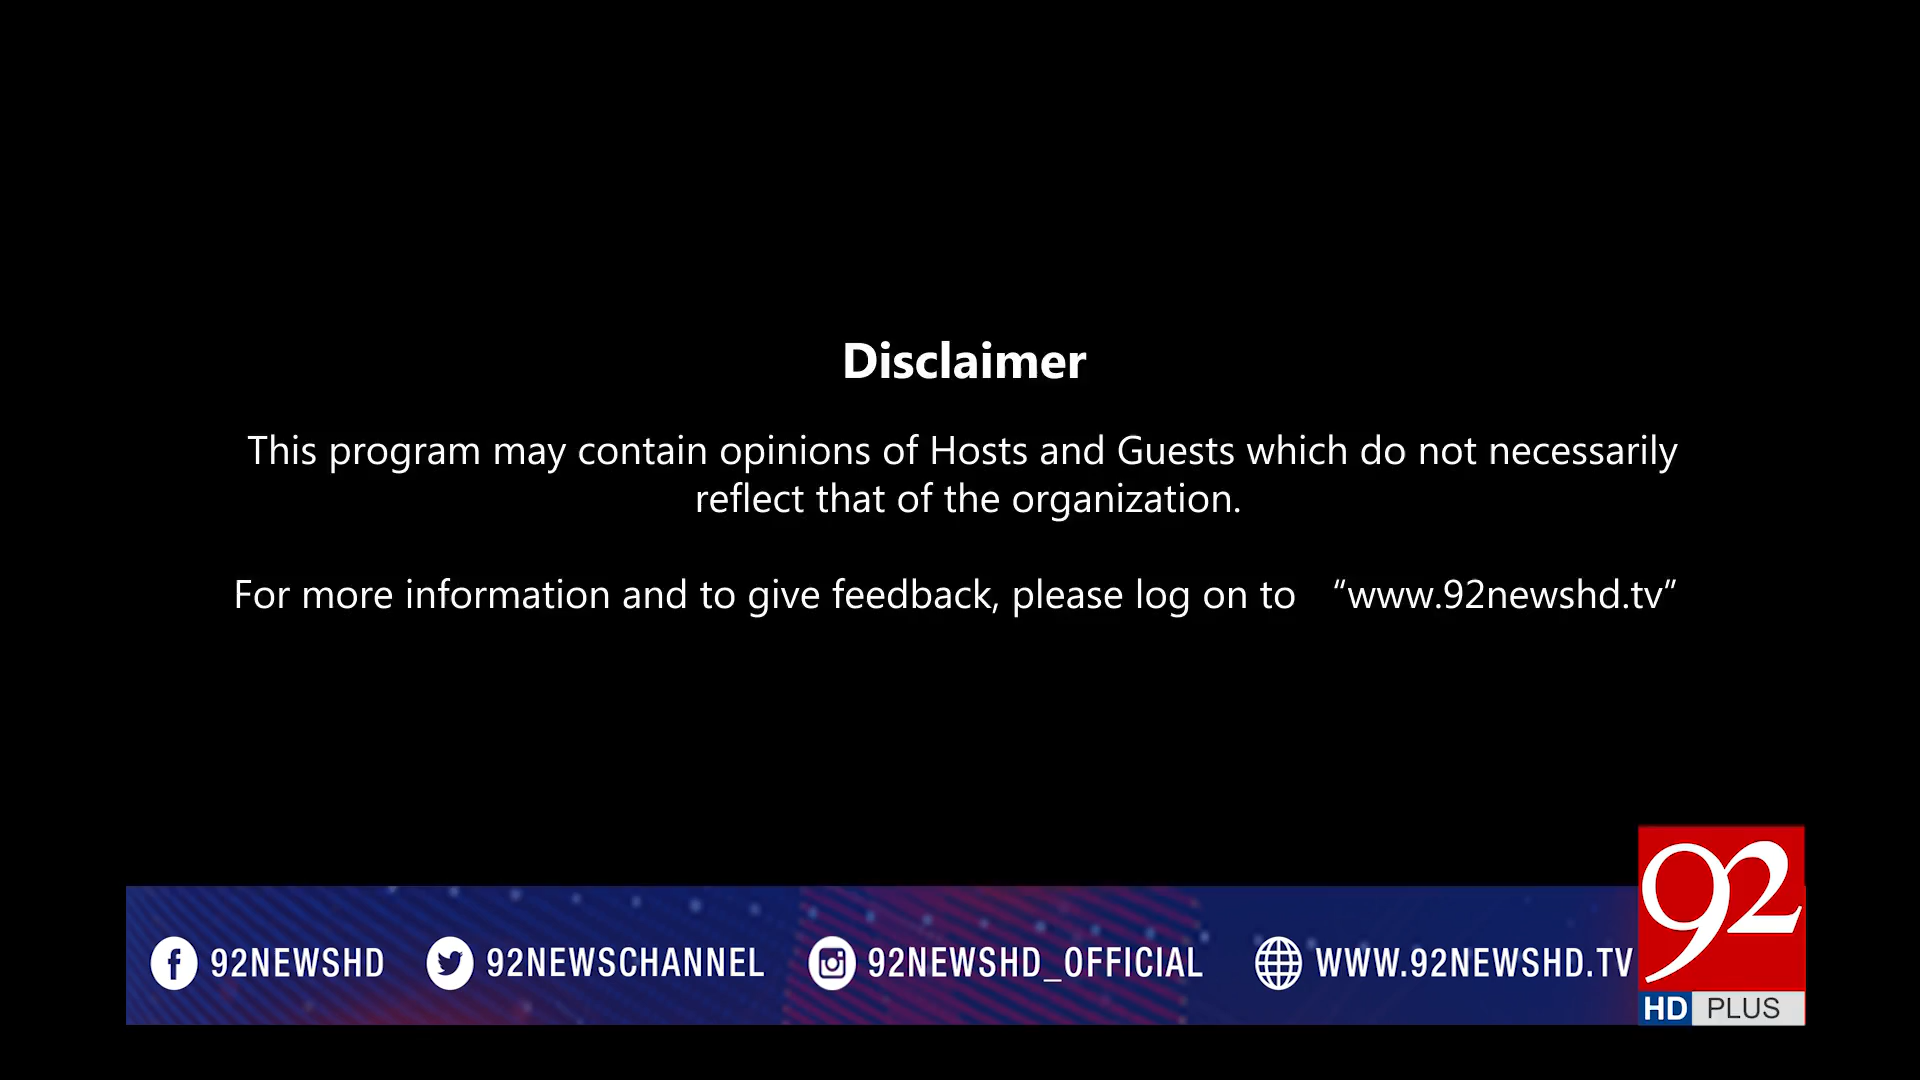 Disclaimer
This program may contain opinions of Hosts and Guests which do not necessarily
reflect that of the organization.
For more information and to give feedback, please log on to “www.92newshd.tv”
92NEWSHD 92NEWSCHANNEL 92NEWSHD_OFFICIAL WWW.92NEWSHD.TV
92
HD PLUS